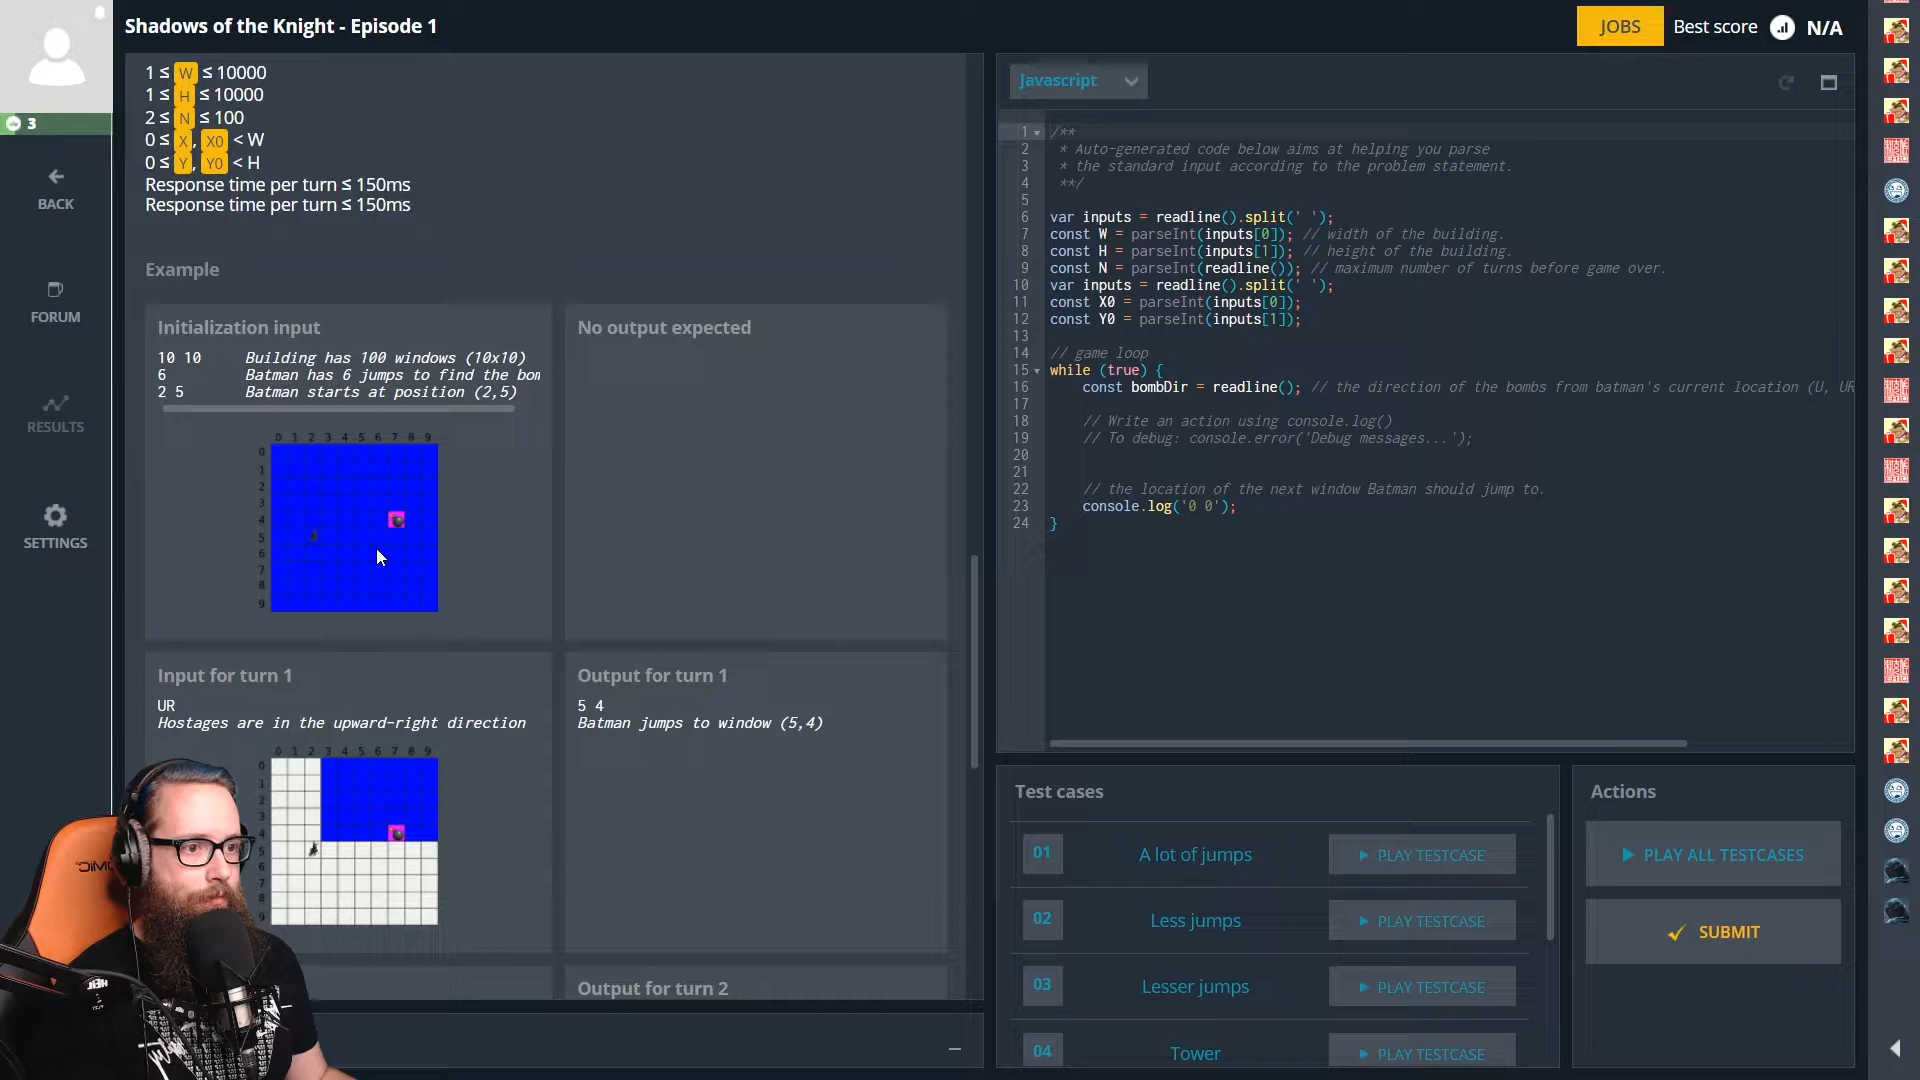 Shadows of the Knight - Episode 1
JOBS
Best score
N/A
3
BACK
FORUM
RESULTS
SETTINGS
1 ≤ W ≤ 10000
1 ≤ H ≤ 10000
2 ≤ N ≤ 100
0 ≤ X, X0 < W
0 ≤ Y, Y0 < H
Response time per turn ≤ 150ms
Response time per turn ≤ 150ms
Example
Initialization input
10 10 Building has 100 windows (10x10)
6 Batman has 6 jumps to find the bom
2 5 Batman starts at position (2,5)
0 1 2 3 4 5 6 7 8 9
0
1
2
3
4
5
6
7
8
9
No output expected
Input for turn 1
UR
Hostages are in the upward-right direction
0 1 2 3 4 5 6 7 8 9
0
1
2
3
4
5
6
7
8
9
Output for turn 1
5 4
Batman jumps to window (5,4)
Output for turn 2
Javascript
1 /**
2 * Auto-generated code below aims at helping you parse
3 * the standard input according to the problem statement.
4 **/
5
6 var inputs = readline().split(' ');
7 const W = parseInt(inputs[0]); // width of the building.
8 const H = parseInt(inputs[1]); // height of the building.
9 const N = parseInt(readline()); // maximum number of turns before game over.
10 var inputs = readline().split(' ');
11 const X0 = parseInt(inputs[0]);
12 const Y0 = parseInt(inputs[1]);
13
14 // game loop
15 while (true) {
16 const bombDir = readline(); // the direction of the bombs from batman's current location (U, UR
17
18 // Write an action using console.log()
19 // To debug: console.error('Debug messages...');
20
21
22 // the location of the next window Batman should jump to.
23 console.log('0 0');
24 }
Test cases
01 A lot of jumps PLAY TESTCASE
02 Less jumps PLAY TESTCASE
03 Lesser jumps PLAY TESTCASE
04 Tower PLAY TESTCASE
Actions
PLAY ALL TESTCASES
SUBMIT